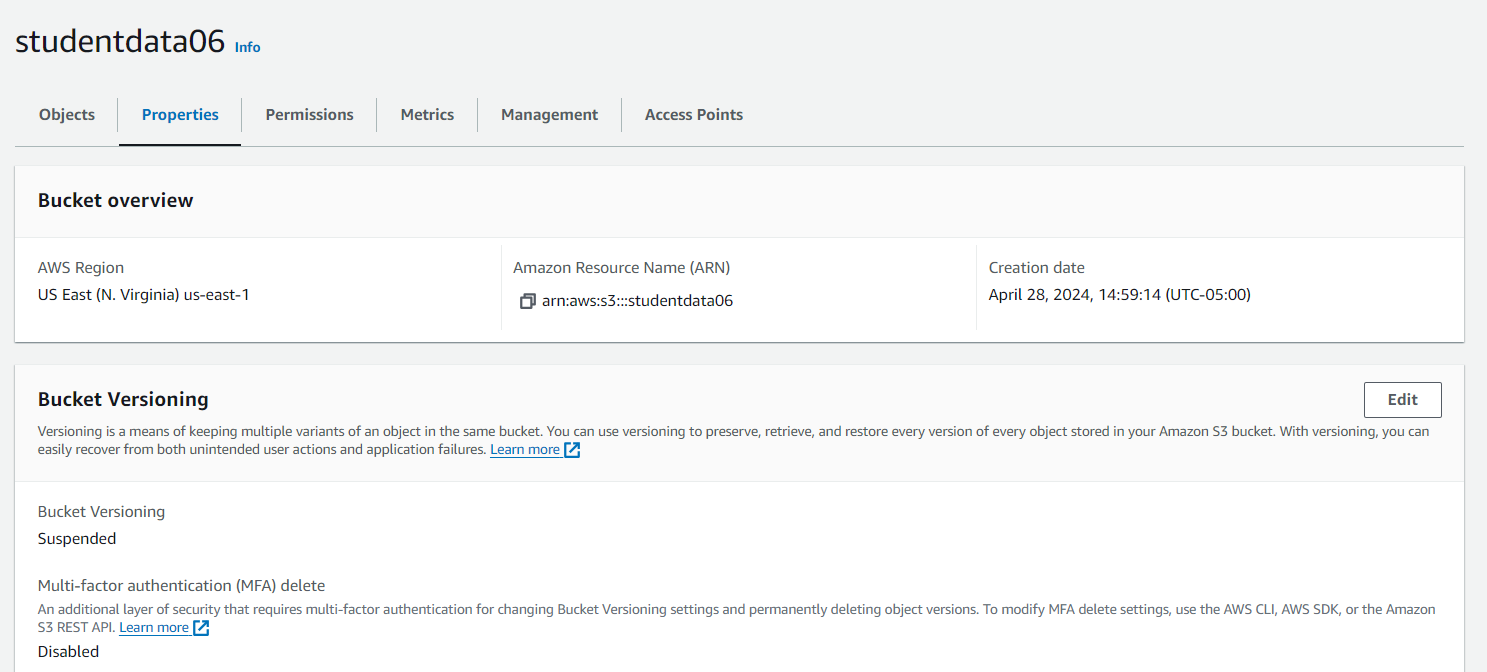 studentdata06 Info
Objects Properties Permissions Metrics Management Access Points
Bucket overview
AWS Region
US East (N. Virginia) us-east-1
Amazon Resource Name (ARN)
arn:aws:s3:::studentdata06
Creation date
April 28, 2024, 14:59:14 (UTC-05:00)
Bucket Versioning
Edit
Versioning is a means of keeping multiple variants of an object in the same bucket. You can use versioning to preserve, retrieve, and restore every version of every object stored in your Amazon S3 bucket. With versioning, you can
easily recover from both unintended user actions and application failures. Learn more
Bucket Versioning
Suspended
Multi-factor authentication (MFA) delete
An additional layer of security that requires multi-factor authentication for changing Bucket Versioning settings and permanently deleting object versions. To modify MFA delete settings, use the AWS CLI, AWS SDK, or the Amazon
S3 REST API. Learn more
Disabled